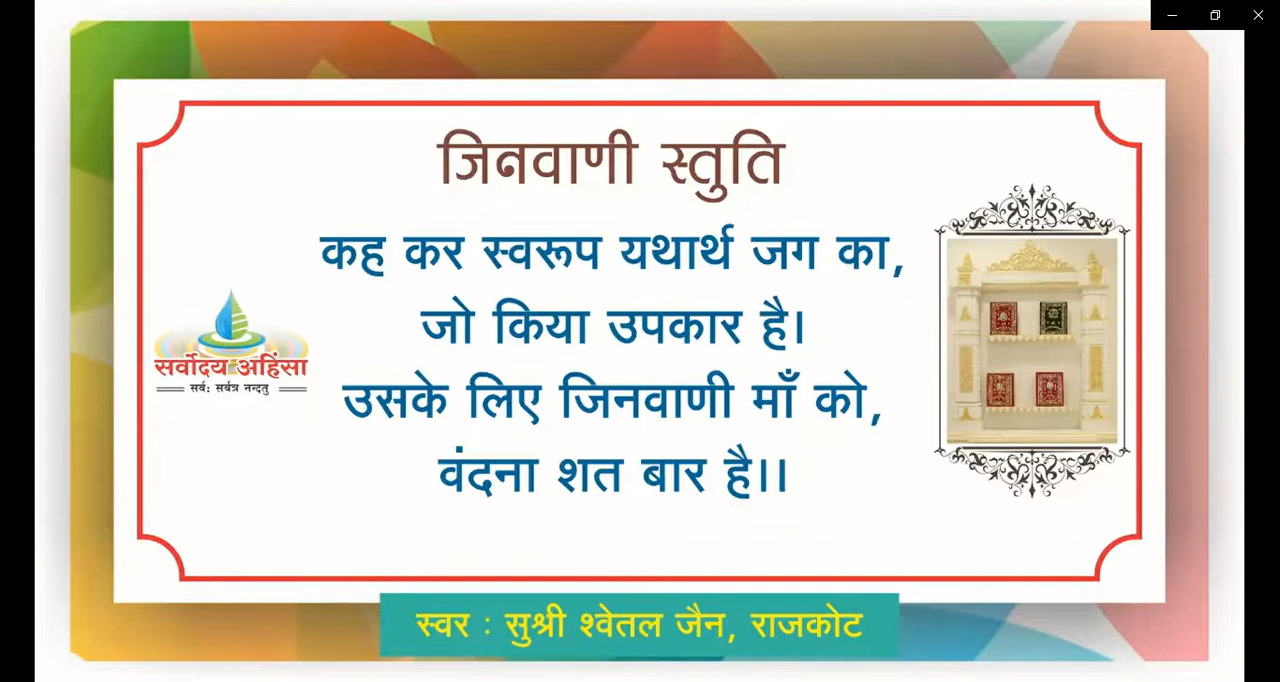 जिनवाणी स्तुति
कह कर स्वरूप यथार्थ जग का,
जो किया उपकार है।
उसके लिए जिनवाणी माँ को,
वंदना शत बार है।।
सर्वोदय अहिंसा
सर्वः सर्वत्र नन्दतु
स्वर : सुश्री श्वेतल जैन, राजकोट